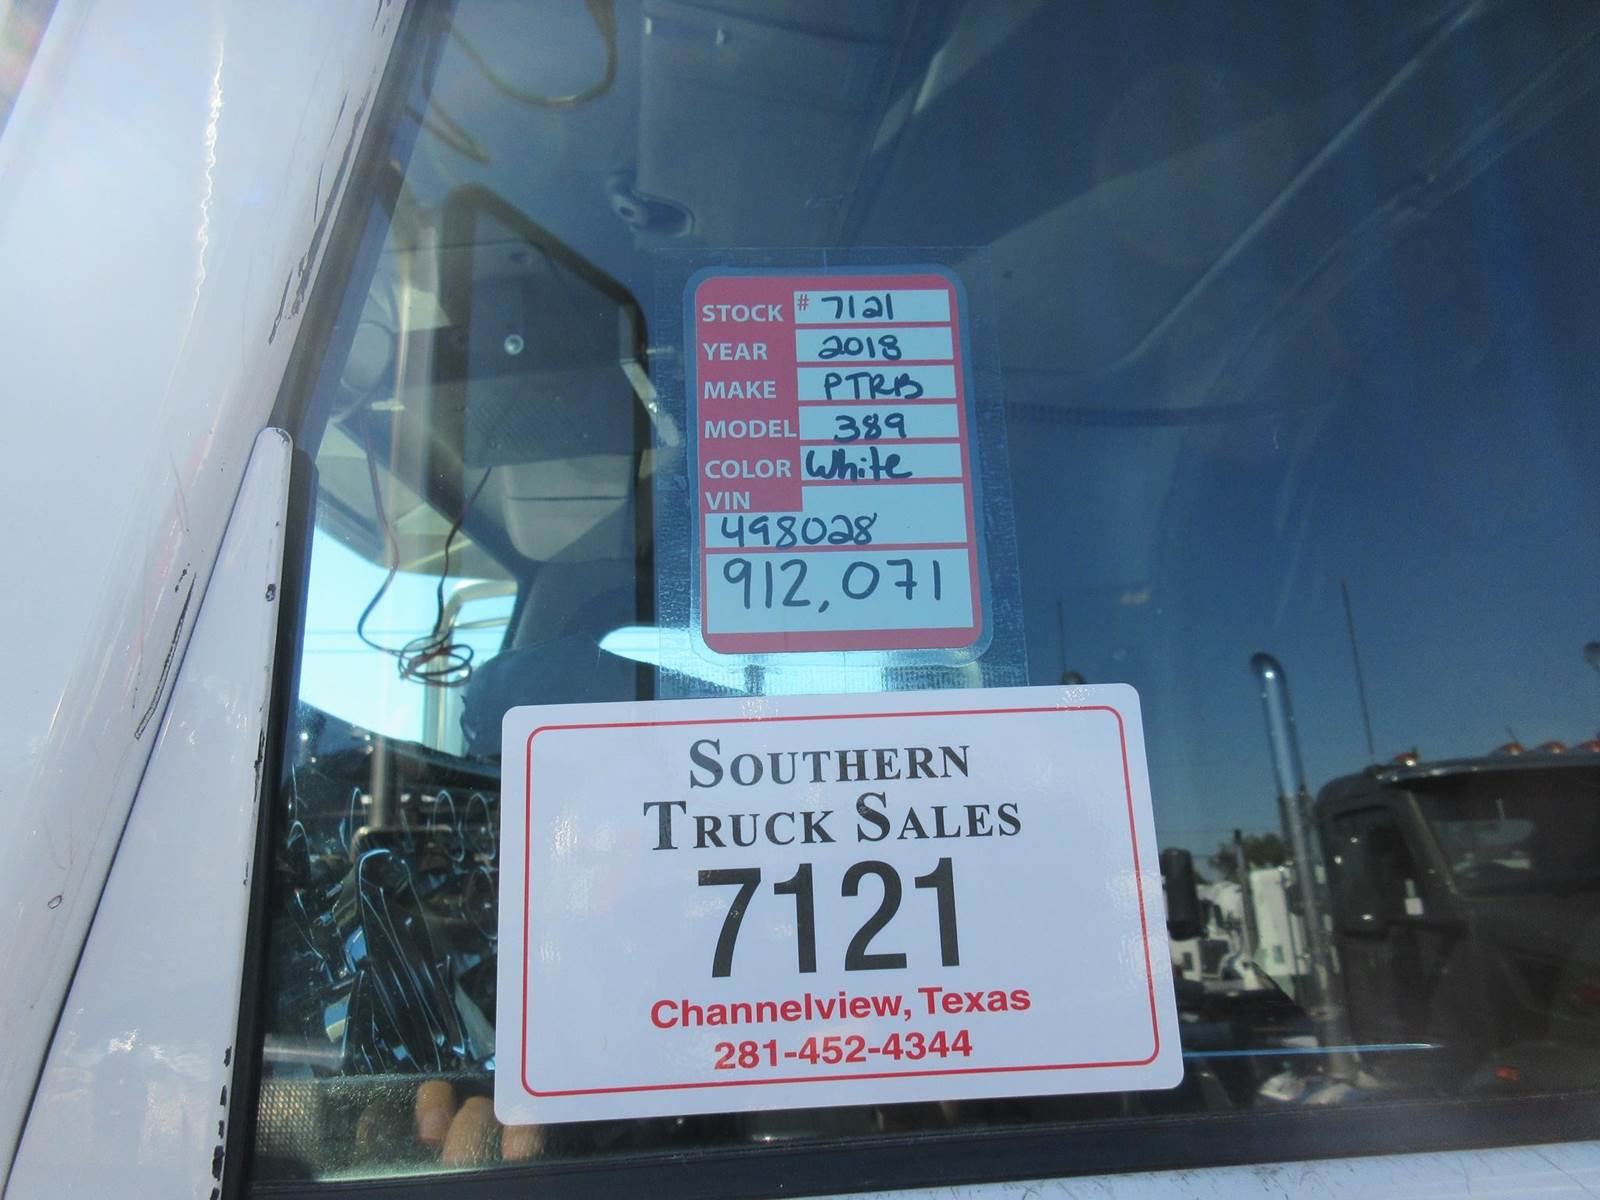 STOCK # 7121
YEAR 2018
MAKE PTRB
MODEL 389
COLOR White
VIN
498028
912,071
SOUTHERN
TRUCK SALES
7121
Channelview, Texas
281-452-4344